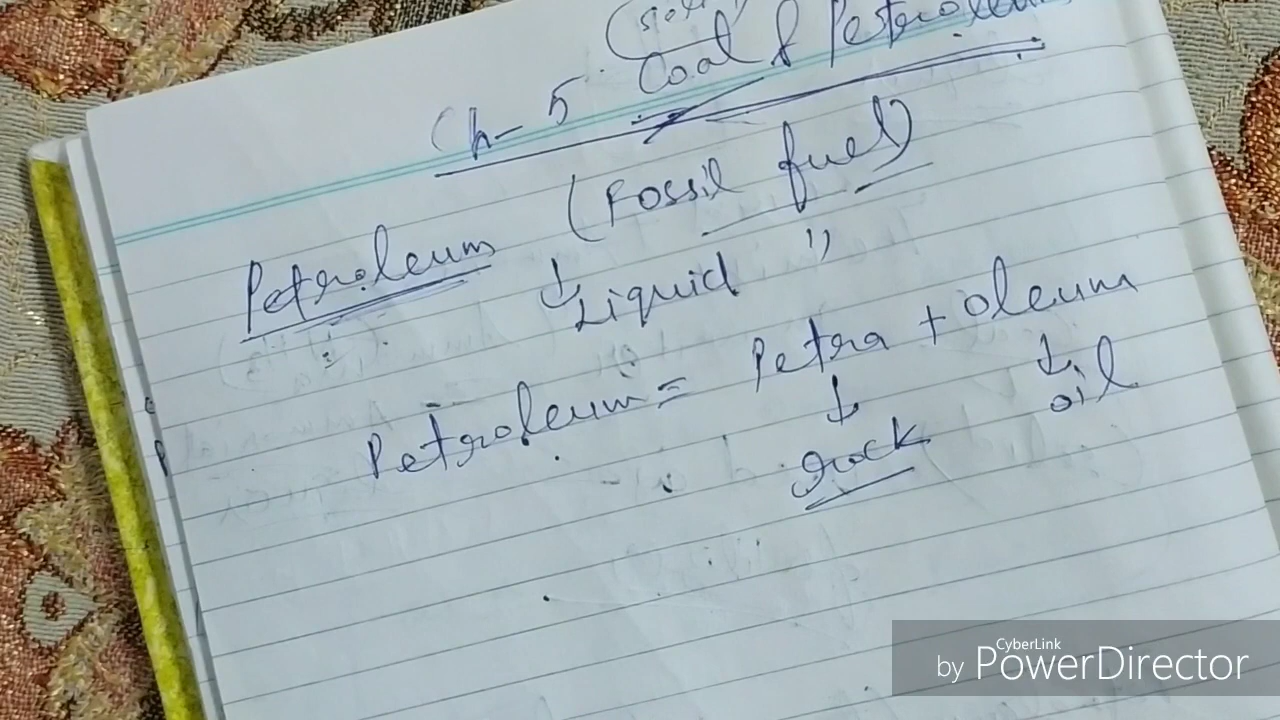 Coal & Petroleum
Ch-5
(Fossil fuel)
Petroleum
↓ Liquid "
Petroleum = Petra + Oleum
↓ ↓
rock oil
CyberLink
by PowerDirector